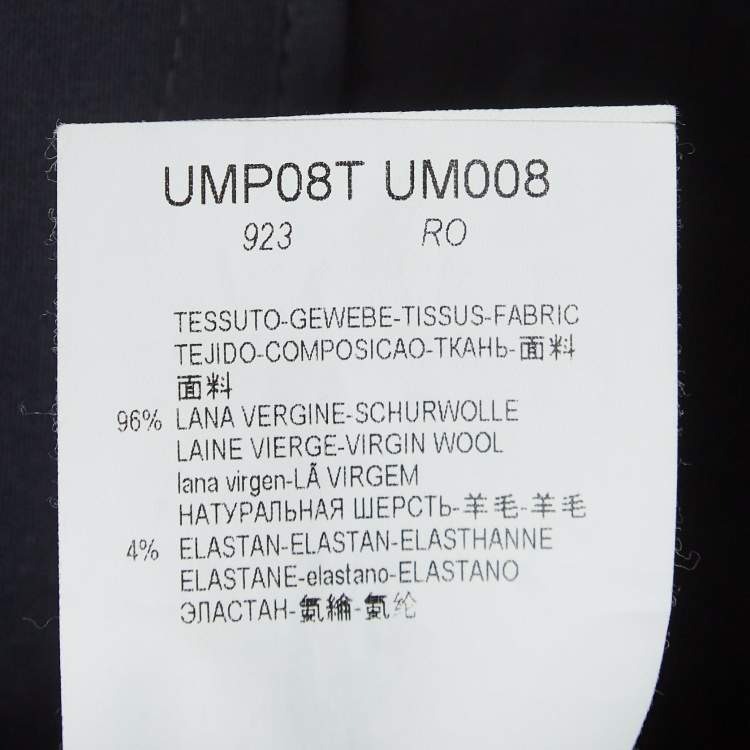 UMP08T UM008
923 RO
TESSUTO-GEWEBE-TISSUS-FABRIC
TEJIDO-COMPOSICAO-ТКАНЬ-面料
面料
96% LANA VERGINE-SCHURWOLLE
LAINE VIERGE-VIRGIN WOOL
lana virgen-LÃ VIRGEM
НАТУРАЛЬНАЯ ШЕРСТЬ-羊毛-羊毛
4% ELASTAN-ELASTAN-ELASTHANNE
ELASTANE-elastano-ELASTANO
ЭЛАСТАН-氨綸-氨纶